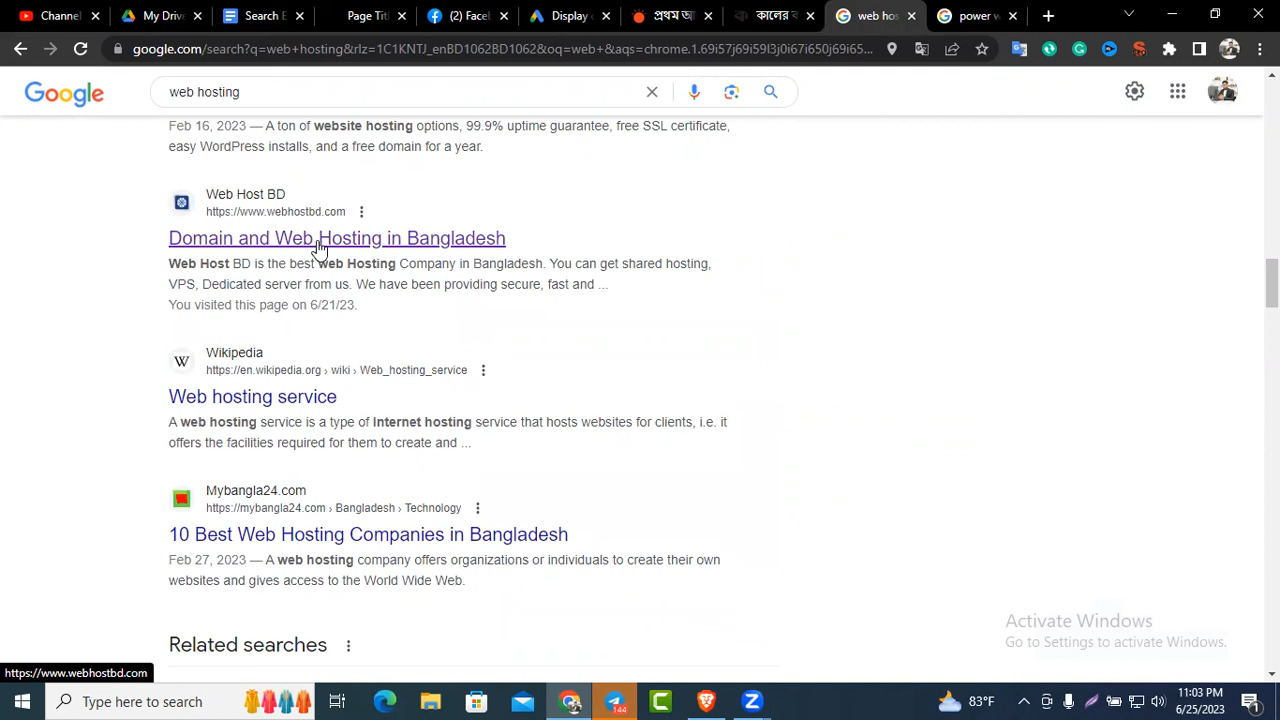 Channel
My Drive
Search E
Page Titl
(2) Facel
Display c
প্রথম আ
কালের ক
web hos
power w
google.com/search?q=web+hosting&rlz=1C1KNTJ_enBD1062BD1062&oq=web+&aqs=chrome.1.69i57j69i59l3j0i67i650j69i65...
Google
web hosting
Feb 16, 2023 — A ton of website hosting options, 99.9% uptime guarantee, free SSL certificate,
easy WordPress installs, and a free domain for a year.
Web Host BD
https://www.webhostbd.com
Domain and Web Hosting in Bangladesh
Web Host BD is the best web Hosting Company in Bangladesh. You can get shared hosting,
VPS, Dedicated server from us. We have been providing secure, fast and ...
You visited this page on 6/21/23.
W
Wikipedia
https://en.wikipedia.org › wiki › Web_hosting_service
Web hosting service
A web hosting service is a type of Internet hosting service that hosts websites for clients, i.e. it
offers the facilities required for them to create and ...
Mybangla24.com
https://mybangla24.com › Bangladesh › Technology
10 Best Web Hosting Companies in Bangladesh
Feb 27, 2023 — A web hosting company offers organizations or individuals to create their own
websites and gives access to the World Wide Web.
Activate Windows
Go to Settings to activate Windows.
Related searches
https://www.webhostbd.com
Type here to search
144
83°F
11:03 PM
6/25/2023
1